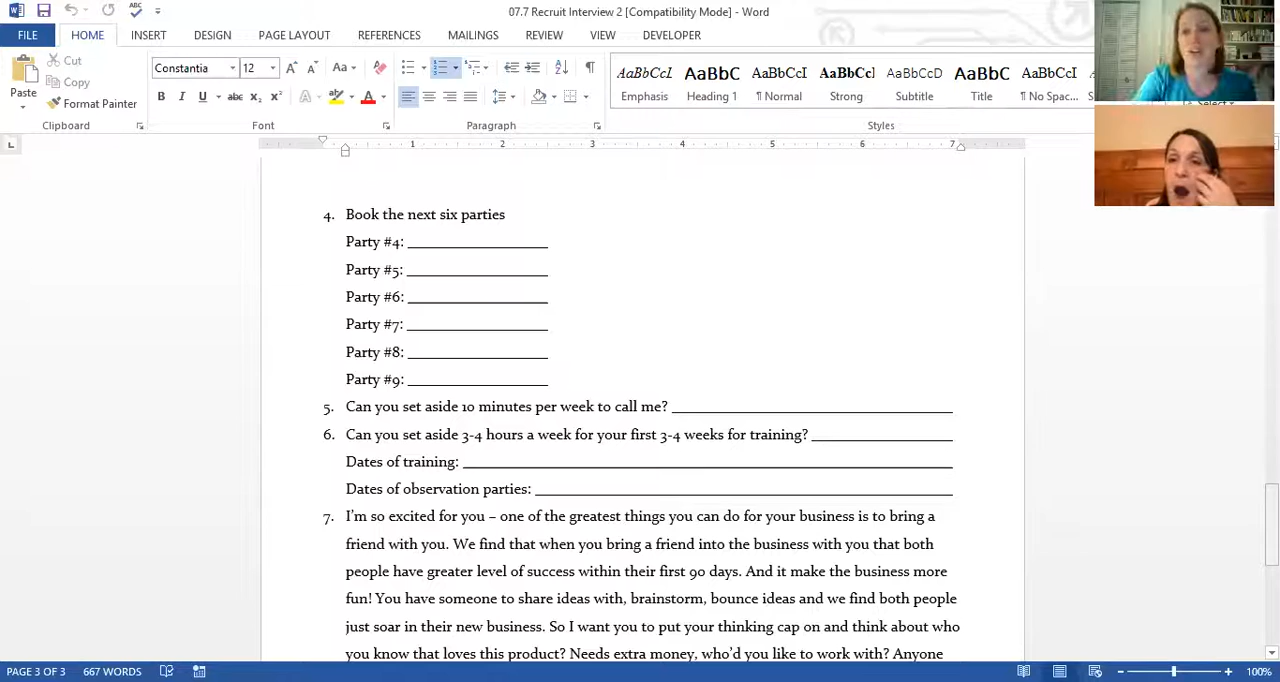 07.7 Recruit Interview 2 [Compatibility Mode] - Word
FILE HOME INSERT DESIGN PAGE LAYOUT REFERENCES MAILINGS REVIEW VIEW DEVELOPER
Paste
Cut
Copy
Format Painter
Constantia 12
AaBbCcI AaBbC AaBbCcI AaBbCcI AaBbCcD AaBbC AaBbCcI
Emphasis Heading 1 ¶ Normal Strong Subtitle Title ¶ No Spac...
Select
Clipboard Font Paragraph Styles
1 2 3 4 5 6 7
4. Book the next six parties
Party #4:
Party #5:
Party #6:
Party #7:
Party #8:
Party #9:
5. Can you set aside 10 minutes per week to call me?
6. Can you set aside 3-4 hours a week for your first 3-4 weeks for training?
Dates of training:
Dates of observation parties:
7. I'm so excited for you – one of the greatest things you can do for your business is to bring a
friend with you. We find that when you bring a friend into the business with you that both
people have greater level of success within their first 90 days. And it make the business more
fun! You have someone to share ideas with, brainstorm, bounce ideas and we find both people
just soar in their new business. So I want you to put your thinking cap on and think about who
you know that loves this product? Needs extra money, who'd you like to work with? Anyone
PAGE 3 OF 3 667 WORDS 100%